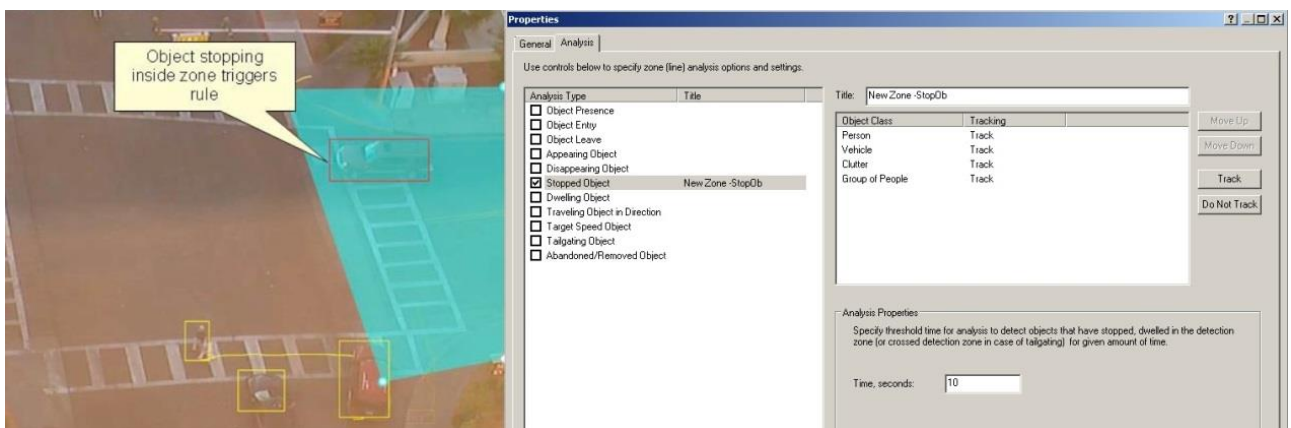 Object stopping
inside zone triggers
rule
Properties
General Analysis
Use controls below to specify zone (line) analysis options and settings.
Analysis Type Title
Object Presence
Object Entry
Object Leave
Appearing Object
Disappearing Object
Stopped Object New Zone -StopOb
Dwelling Object
Traveling Object in Direction
Target Speed Object
Tailgating Object
Abandoned/Removed Object
Title: New Zone -StopOb
Object Class Tracking
Person Track
Vehicle Track
Clutter Track
Group of People Track
Move Up
Move Down
Track
Do Not Track
Analysis Properties
Specify threshold time for analysis to detect objects that have stopped, dwelled in the detection
zone (or crossed detection zone in case of tailgating) for given amount of time.
Time, seconds: 10